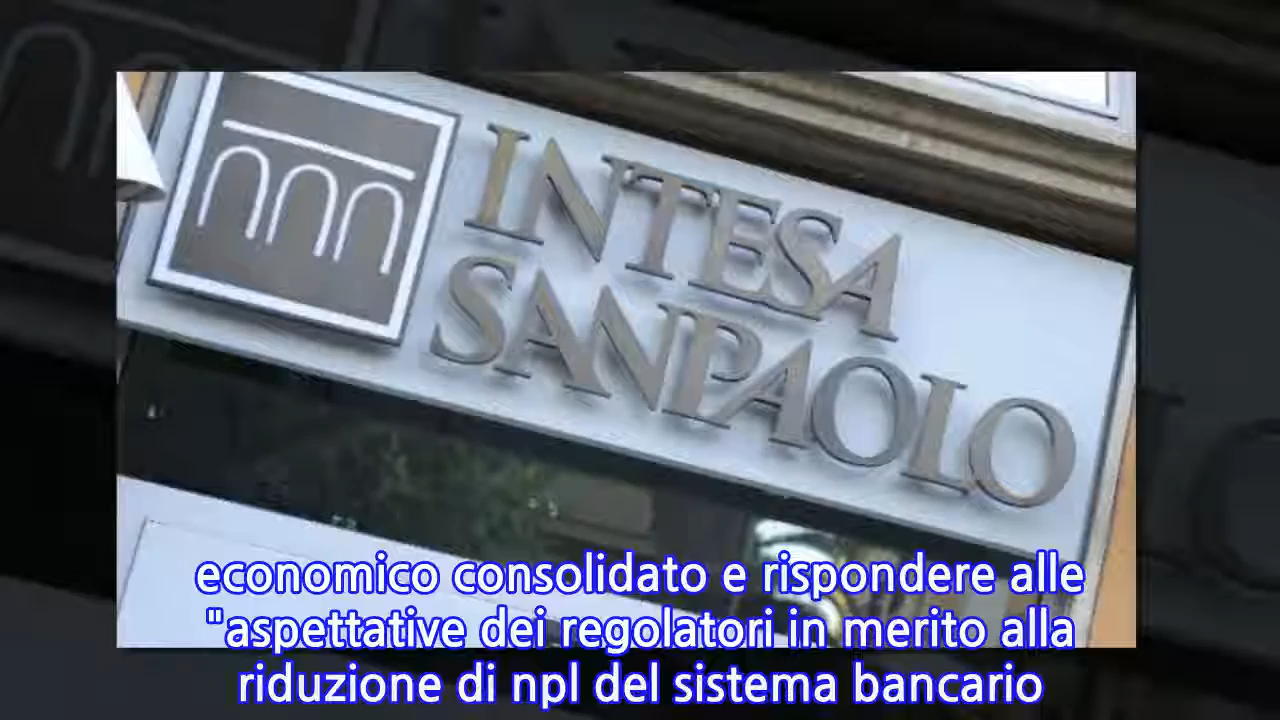 INTESA
SANPAOLO
economico consolidato e rispondere alle
"aspettative dei regolatori in merito alla
riduzione di npl del sistema bancario